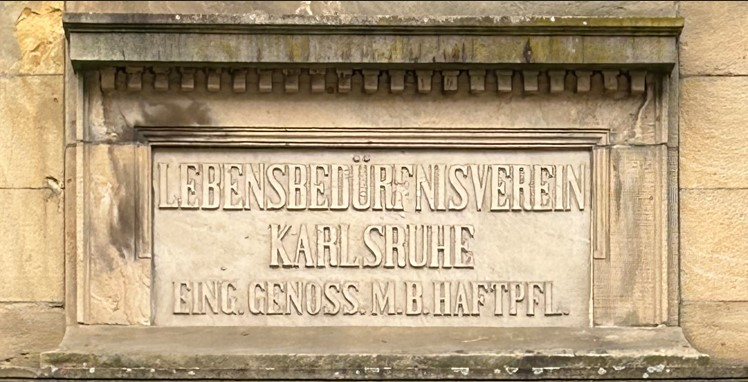 LEBENSBEDÜRFNISVEREIN
KARLSRUHE
EING. GENOSS. M.B. HAFTPFL.